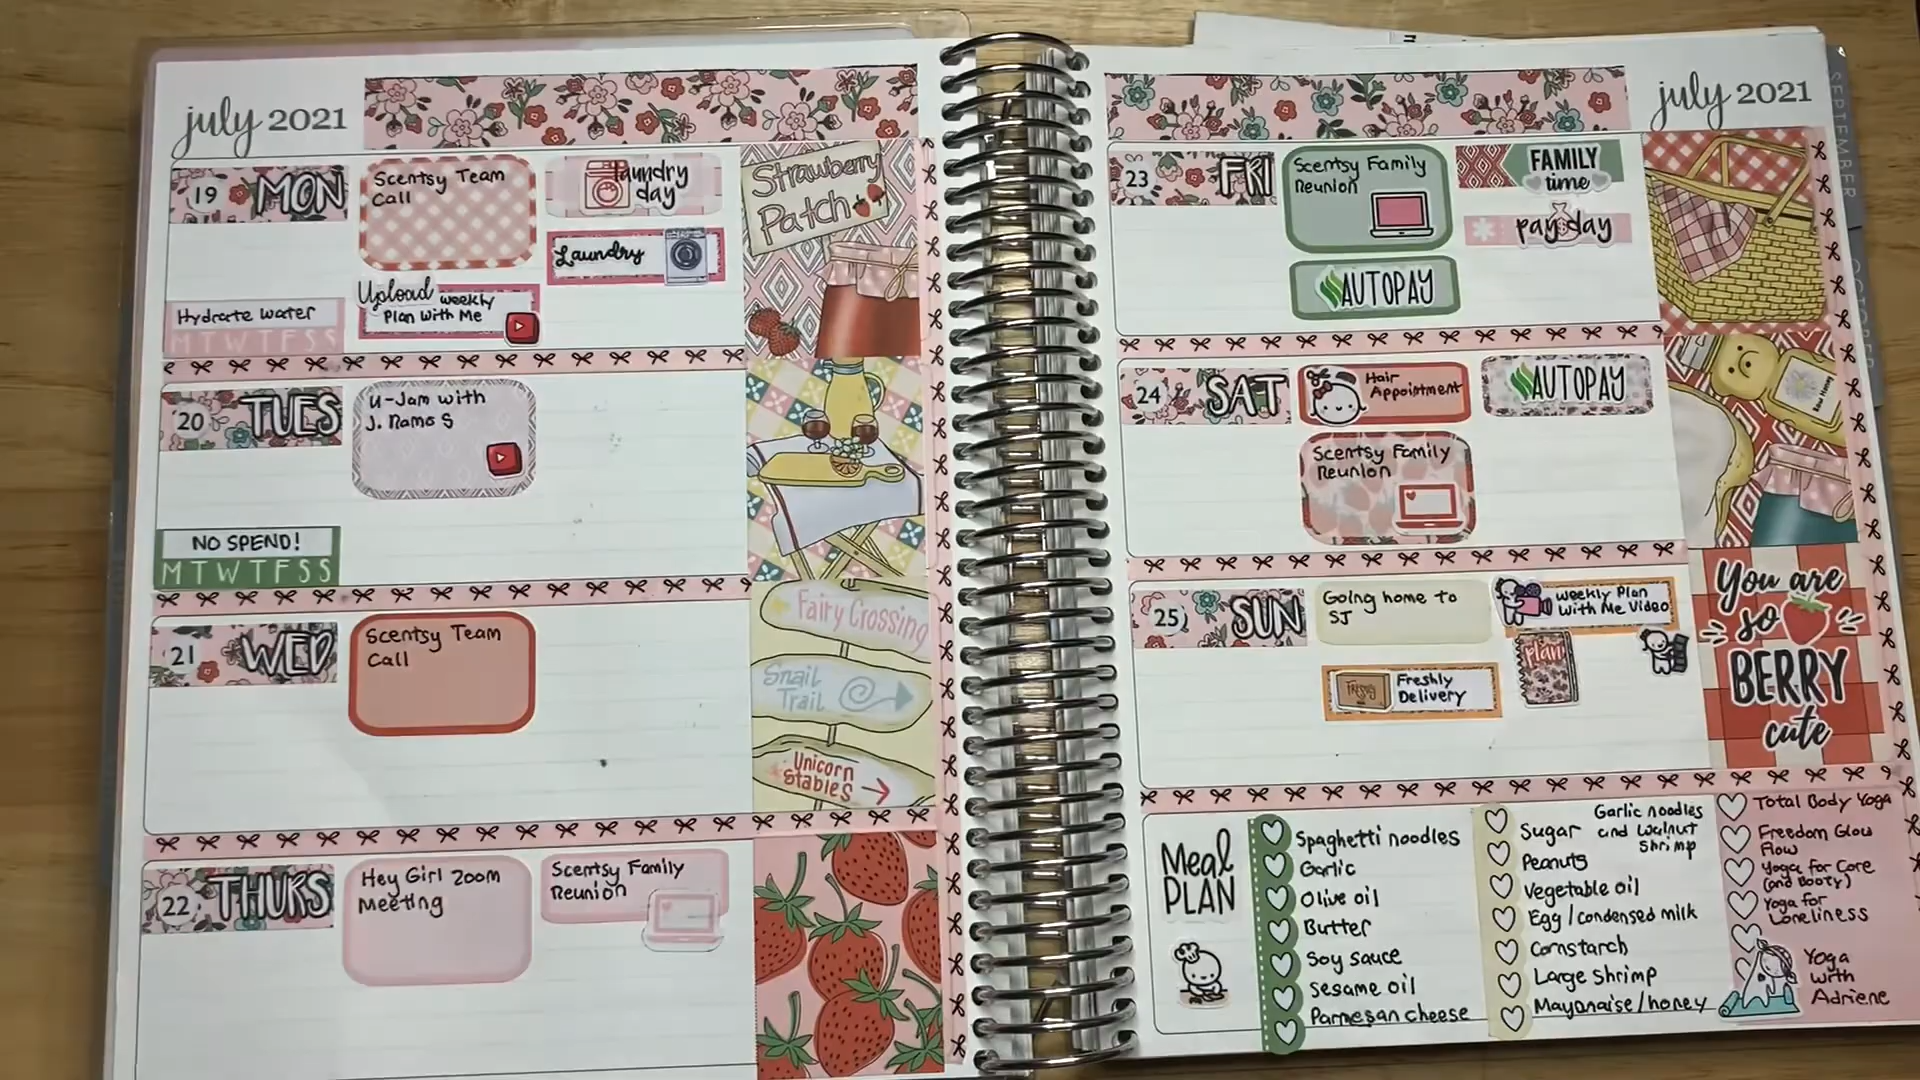 july 2021
19 MON
Scentsy Team
Call
laundry
day
Laundry
Upload weekly
Plan With Me
Hydrate Water
M T W T F S S
Strawberry
Patch
20 TUES
U-Jam with
J. Ramos
NO SPEND!
M T W T F S S
21 WED
Scentsy Team
Call
Fairy Crossing
Snail
Trail
Unicorn
Stables
22 THURS
Hey Girl Zoom
Meeting
Scentsy Family
Reunion
july 2021
23 FRI
Scentsy Family
Reunion
FAMILY
time
pay day
AUTOPAY
24 SAT
Hair
Appointment
AUTOPAY
Scentsy Family
Reunion
25 SUN
Going home to
SJ
Weekly Plan
With Me Video
Plan
Freshly
Freshly
Delivery
You are
so
BERRY
cute
Meal
PLAN
Spaghetti noodles
Garlic
Olive oil
Butter
Soy sauce
Sesame oil
Parmesan cheese
Garlic noodles
and walnut
shrimp
Sugar
Peanuts
Vegetable oil
Egg / condensed milk
Cornstarch
Large shrimp
Mayonaise / honey
Total Body Yoga
Freedom Glow
Flow
Yoga for Core
(and Booty)
Yoga for
Loneliness
Yoga
with
Adriene
SEPTEMBER
OCTOBER